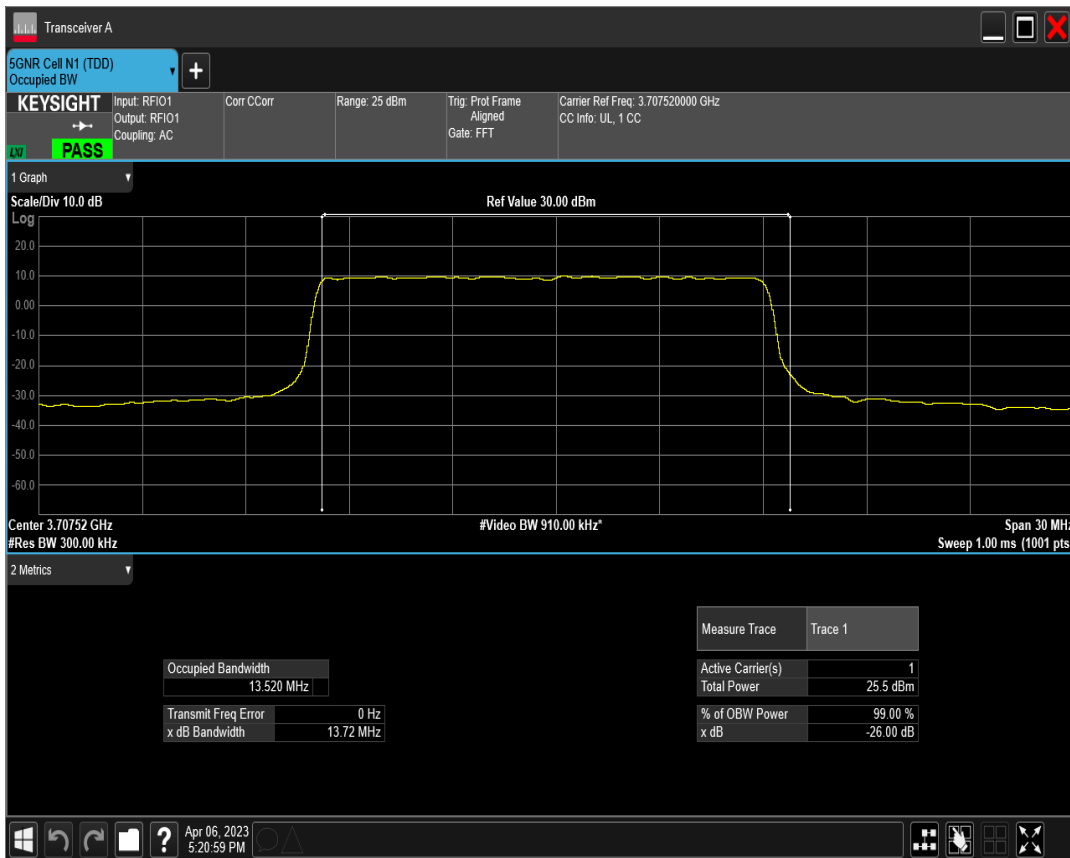 Transceiver A
5GNR Cell N1 (TDD)
Occupied BW
KEYSIGHT
LXI
PASS
Input: RFIO1
Output: RFIO1
Coupling: AC
Corr CCorr
Range: 25 dBm
Trig: Prot Frame
Aligned
Gate: FFT
Carrier Ref Freq: 3.707520000 GHz
CC Info: UL, 1 CC
1 Graph
Scale/Div 10.0 dB
Ref Value 30.00 dBm
Log
20.0
10.0
0.00
-10.0
-20.0
-30.0
-40.0
-50.0
-60.0
Center 3.70752 GHz
#Video BW 910.00 kHz*
Span 30 MHz
#Res BW 300.00 kHz
Sweep 1.00 ms (1001 pts
2 Metrics
Measure Trace Trace 1
Occupied Bandwidth
13.520 MHz
Transmit Freq Error 0 Hz
x dB Bandwidth 13.72 MHz
Active Carrier(s) 1
Total Power 25.5 dBm
% of OBW Power 99.00 %
x dB -26.00 dB
Apr 06, 2023
5:20:59 PM